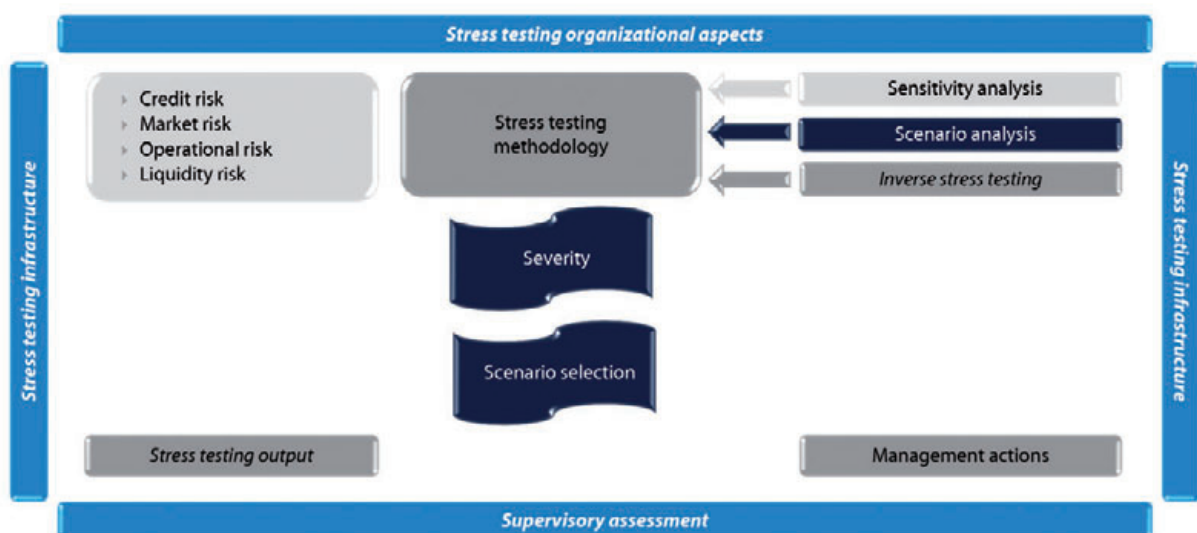 Stress testing organizational aspects
Stress testing infrastructure
Credit risk
Market risk
Operational risk
Liquidity risk
Stress testing
methodology
Sensitivity analysis
Scenario analysis
Inverse stress testing
Stress testing infrastructure
Severity
Scenario selection
Stress testing output
Management actions
Supervisory assessment